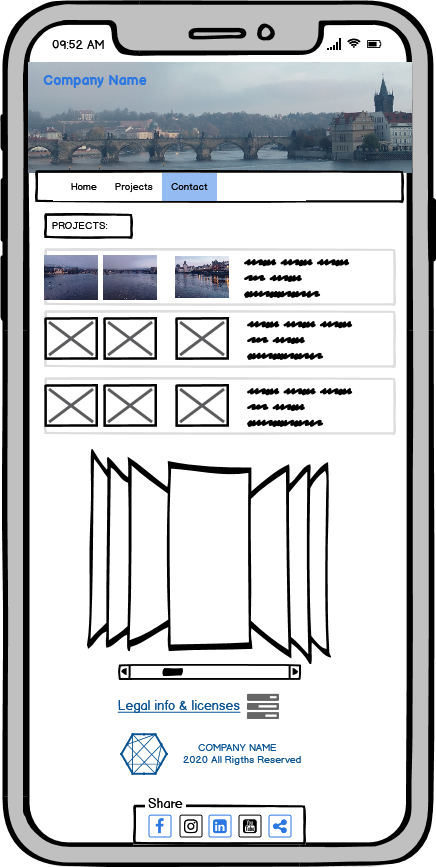 09:52 AM
Company Name
Home Projects Contact
PROJECTS:
Legal info & licenses
COMPANY NAME
2020 All Rigths Reserved
Share